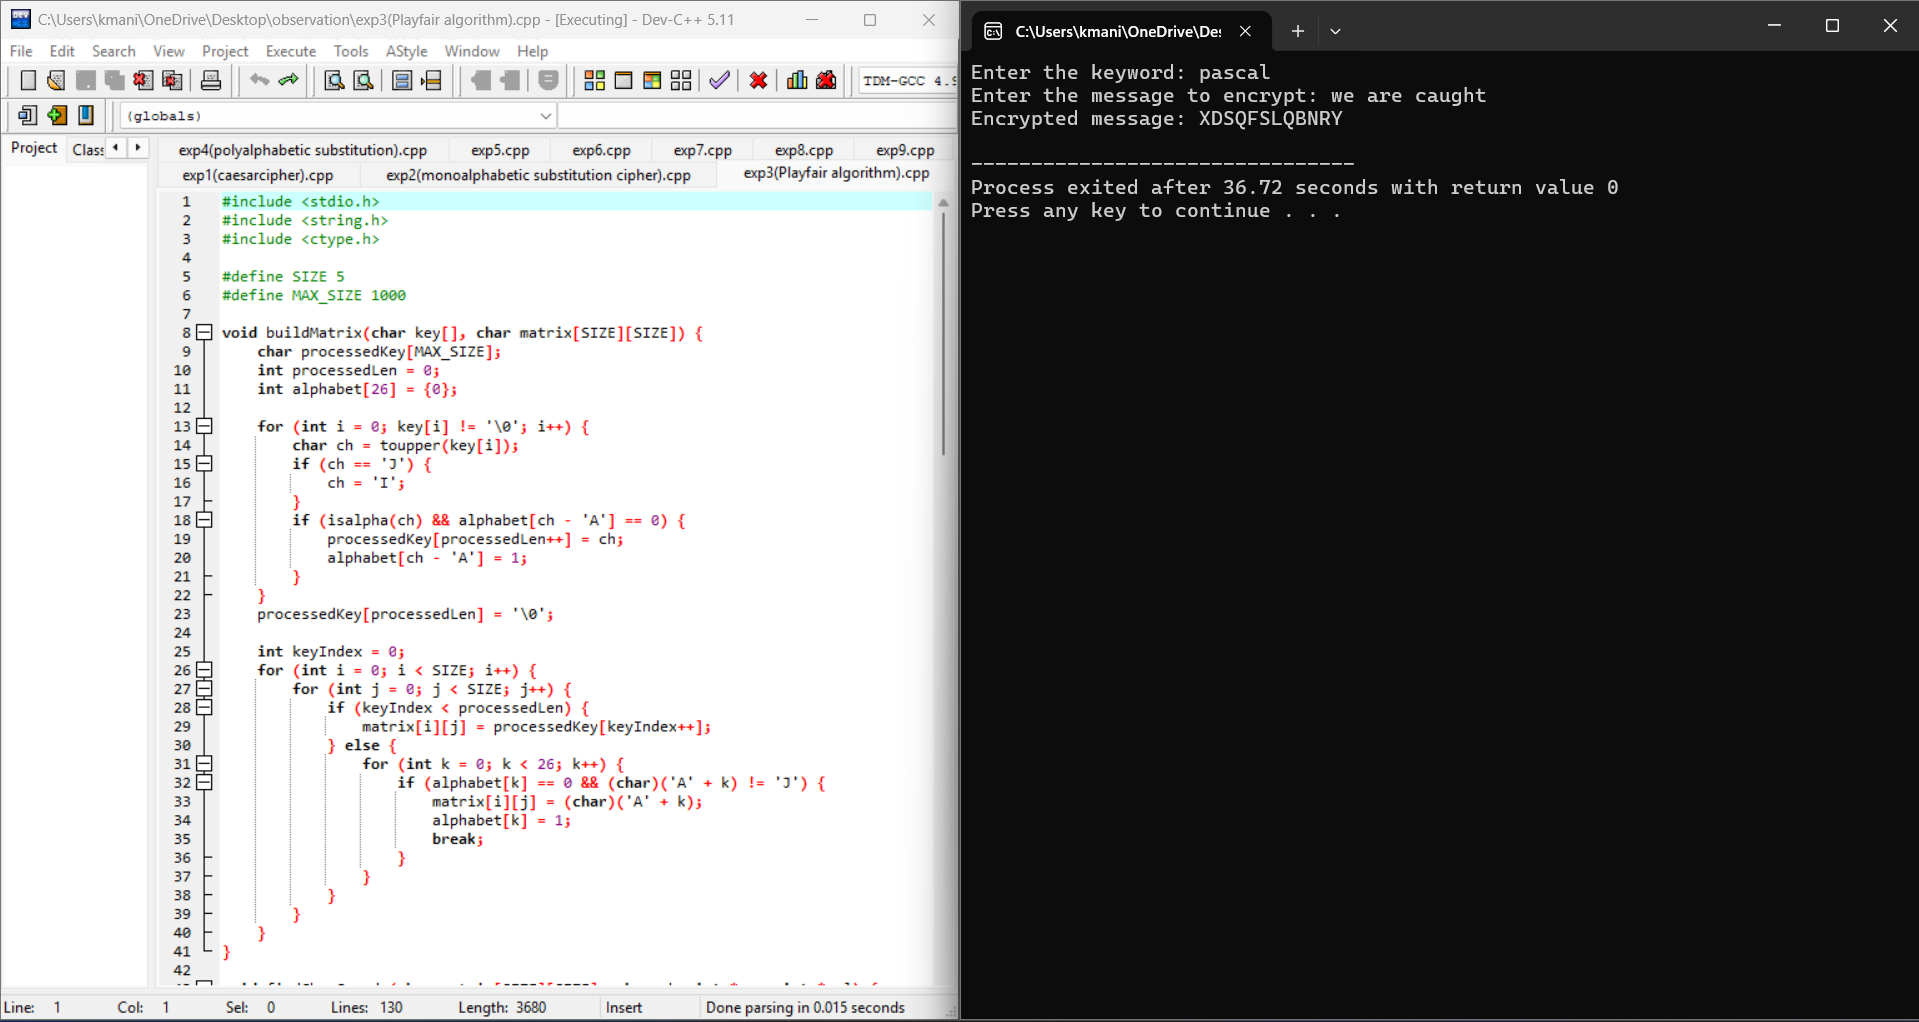 C:\Users\kmani\OneDrive\Desktop\observation\exp3(Playfair algorithm).cpp - [Executing] - Dev-C++ 5.11
File Edit Search View Project Execute Tools AStyle Window Help
TDM-GCC 4.9
(globals)
Project Class
exp4(polyalphabetic substitution).cpp exp5.cpp exp6.cpp exp7.cpp exp8.cpp exp9.cpp
exp1(caesarcipher).cpp exp2(monoalphabetic substitution cipher).cpp exp3(Playfair algorithm).cpp
1 #include <stdio.h>
2 #include <string.h>
3 #include <ctype.h>
4
5 #define SIZE 5
6 #define MAX_SIZE 1000
7
8 void buildMatrix(char key[], char matrix[SIZE][SIZE]) {
9 char processedKey[MAX_SIZE];
10 int processedLen = 0;
11 int alphabet[26] = {0};
12
13 for (int i = 0; key[i] != '\0'; i++) {
14 char ch = toupper(key[i]);
15 if (ch == 'J') {
16 ch = 'I';
17 }
18 if (isalpha(ch) && alphabet[ch - 'A'] == 0) {
19 processedKey[processedLen++] = ch;
20 alphabet[ch - 'A'] = 1;
21 }
22 }
23 processedKey[processedLen] = '\0';
24
25 int keyIndex = 0;
26 for (int i = 0; i < SIZE; i++) {
27 for (int j = 0; j < SIZE; j++) {
28 if (keyIndex < processedLen) {
29 matrix[i][j] = processedKey[keyIndex++];
30 } else {
31 for (int k = 0; k < 26; k++) {
32 if (alphabet[k] == 0 && (char)('A' + k) != 'J') {
33 matrix[i][j] = (char)('A' + k);
34 alphabet[k] = 1;
35 break;
36 }
37 }
38 }
39 }
40 }
41 }
42
Line: 1 Col: 1 Sel: 0 Lines: 130 Length: 3680 Insert Done parsing in 0.015 seconds
C:\Users\kmani\OneDrive\Des
Enter the keyword: pascal
Enter the message to encrypt: we are caught
Encrypted message: XDSQFSLQBNRY
--------------------------------
Process exited after 36.72 seconds with return value 0
Press any key to continue . . .